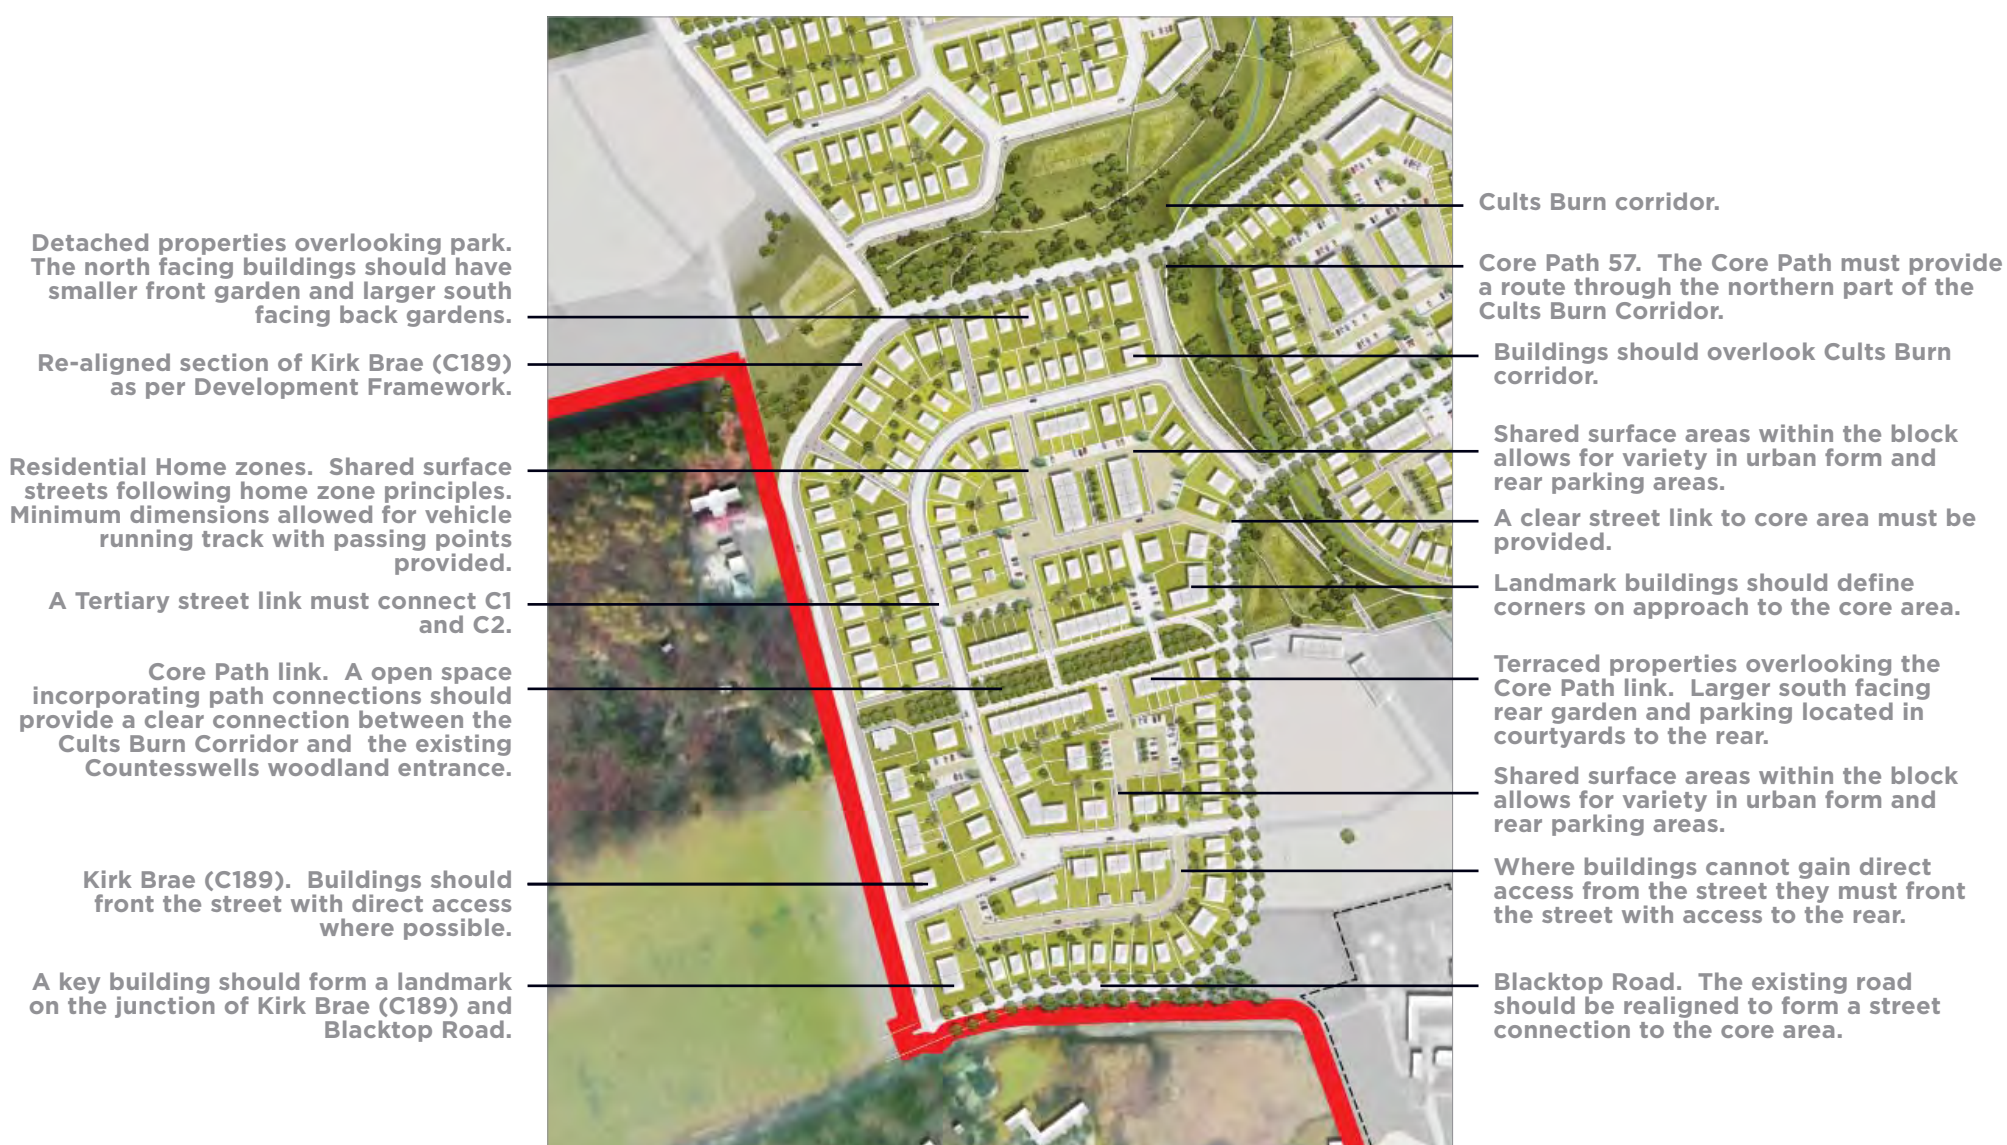 Detached properties overlooking park.
The north facing buildings should have
smaller front garden and larger south
facing back gardens.
Re-aligned section of Kirk Brae (C189)
as per Development Framework.
Residential Home zones.  Shared surface
streets following home zone principles.
Minimum dimensions allowed for vehicle
running track with passing points
provided.
A Tertiary street link must connect C1
and C2.
Core Path link.  A open space
incorporating path connections should
provide a clear connection between the
Cults Burn Corridor and  the existing
Countesswells woodland entrance.
Kirk Brae (C189).  Buildings should
front the street with direct access
where possible.
A key building should form a landmark
on the junction of Kirk Brae (C189) and
Blacktop Road.
Cults Burn corridor.
Core Path 57.  The Core Path must provide
a route through the northern part of the
Cults Burn Corridor.
Buildings should overlook Cults Burn
corridor.
Shared surface areas within the block
allows for variety in urban form and
rear parking areas.
A clear street link to core area must be
provided.
Landmark buildings should define
corners on approach to the core area.
Terraced properties overlooking the
Core Path link.  Larger south facing
rear garden and parking located in
courtyards to the rear.
Shared surface areas within the block
allows for variety in urban form and
rear parking areas.
Where buildings cannot gain direct
access from the street they must front
the street with access to the rear.
Blacktop Road.  The existing road
should be realigned to form a street
connection to the core area.